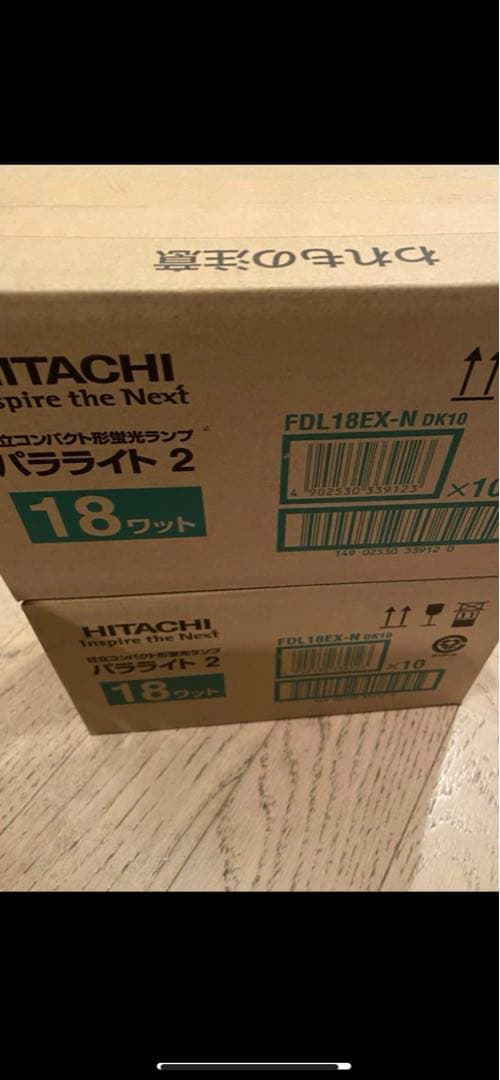 われもの注意
HITACHI
spire the Next
立コンパクト形蛍光ランプ
パラライト 2
18ワット
FDL18EX-N DK10
4 902530 339123
×10
149 02530 33912 0
HITACHI
Inspire the Next
日立コンパクト形蛍光ランプ
パラライト 2
18ワット
FDL18EX-N DK10
×10